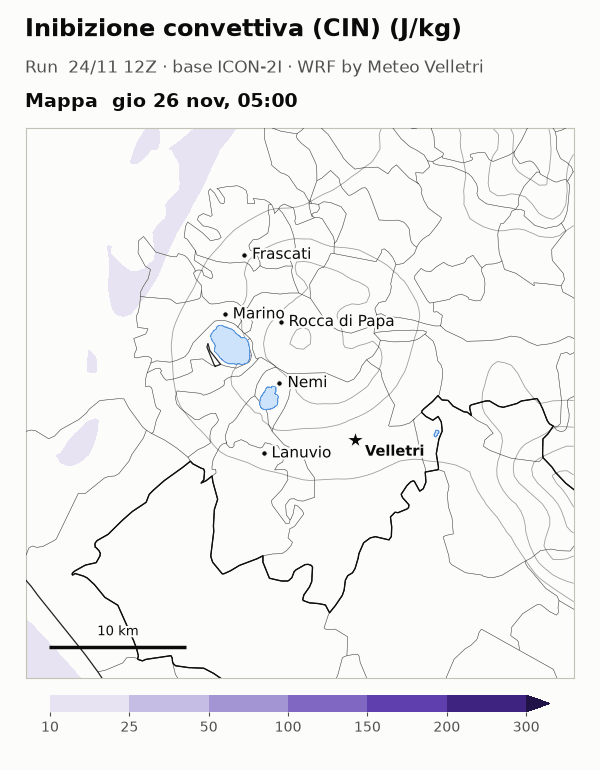 Inibizione convettiva (CIN) (J/kg)
Run  24/11 12Z · base ICON-2I · WRF by Meteo Velletri
Mappa  gio 26 nov, 05:00
Frascati
Marino
Rocca di Papa
Nemi
Velletri
Lanuvio
10 km
10 25 50 100 150 200 300